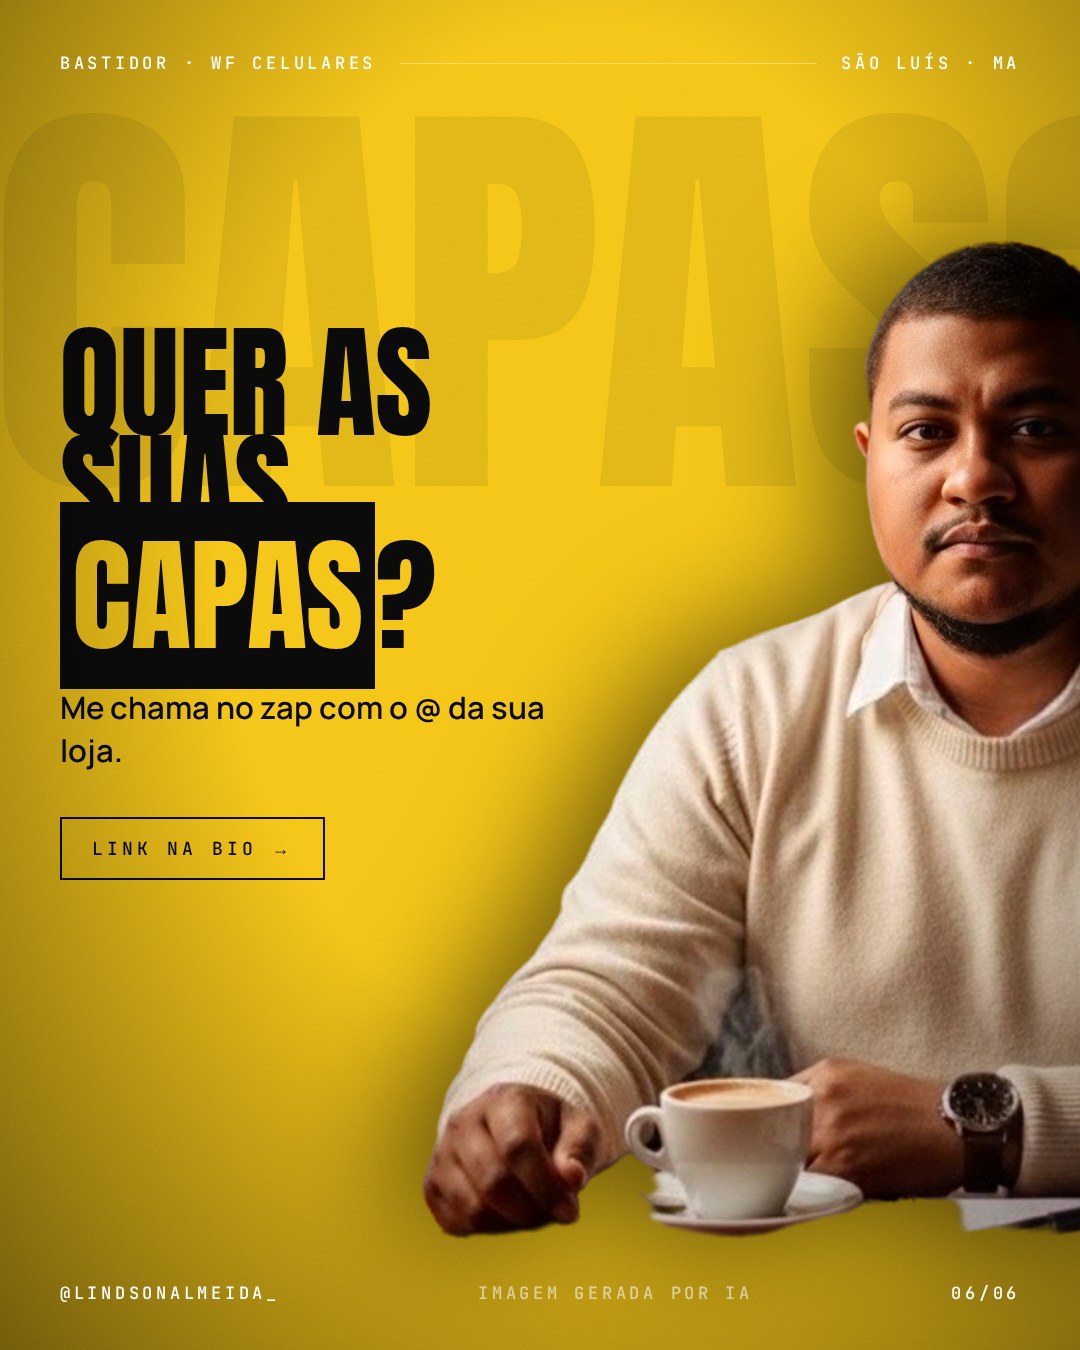 BASTIDOR · WF CELULARES
SÃO LUÍS · MA
CAPAS
QUER AS
SUAS
CAPAS?
Me chama no zap com o @ da sua
loja.
LINK NA BIO →
@LINDSONALMEIDA_
IMAGEM GERADA POR IA
06/06